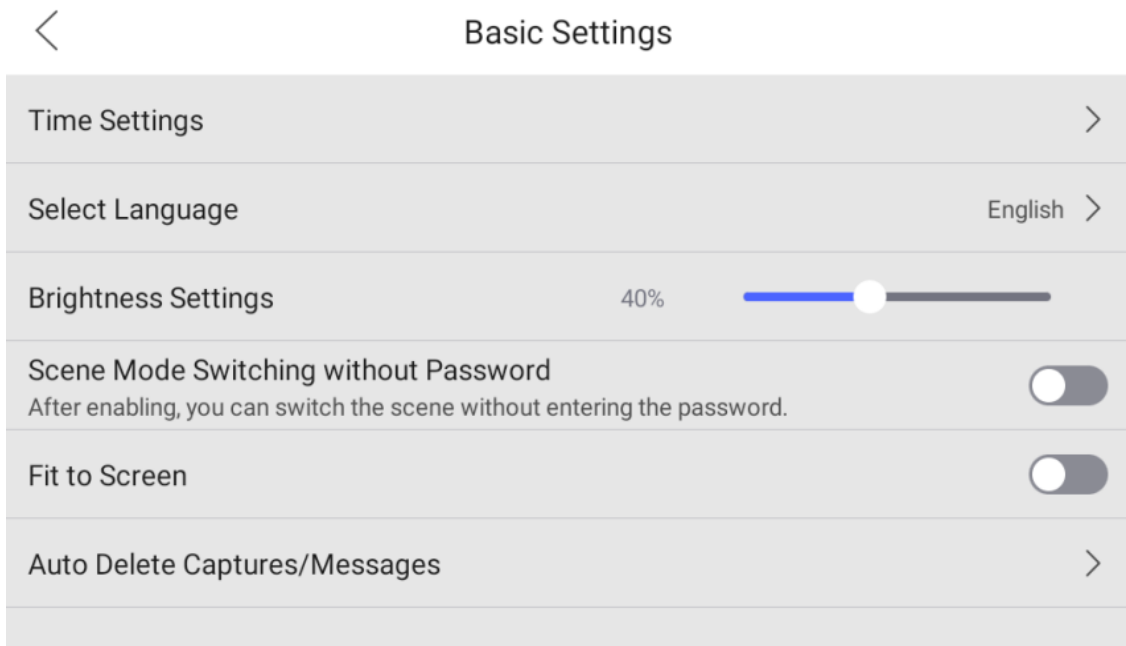 Basic Settings
Time Settings
Select Language
English
Brightness Settings
40%
Scene Mode Switching without Password
After enabling, you can switch the scene without entering the password.
Fit to Screen
Auto Delete Captures/Messages